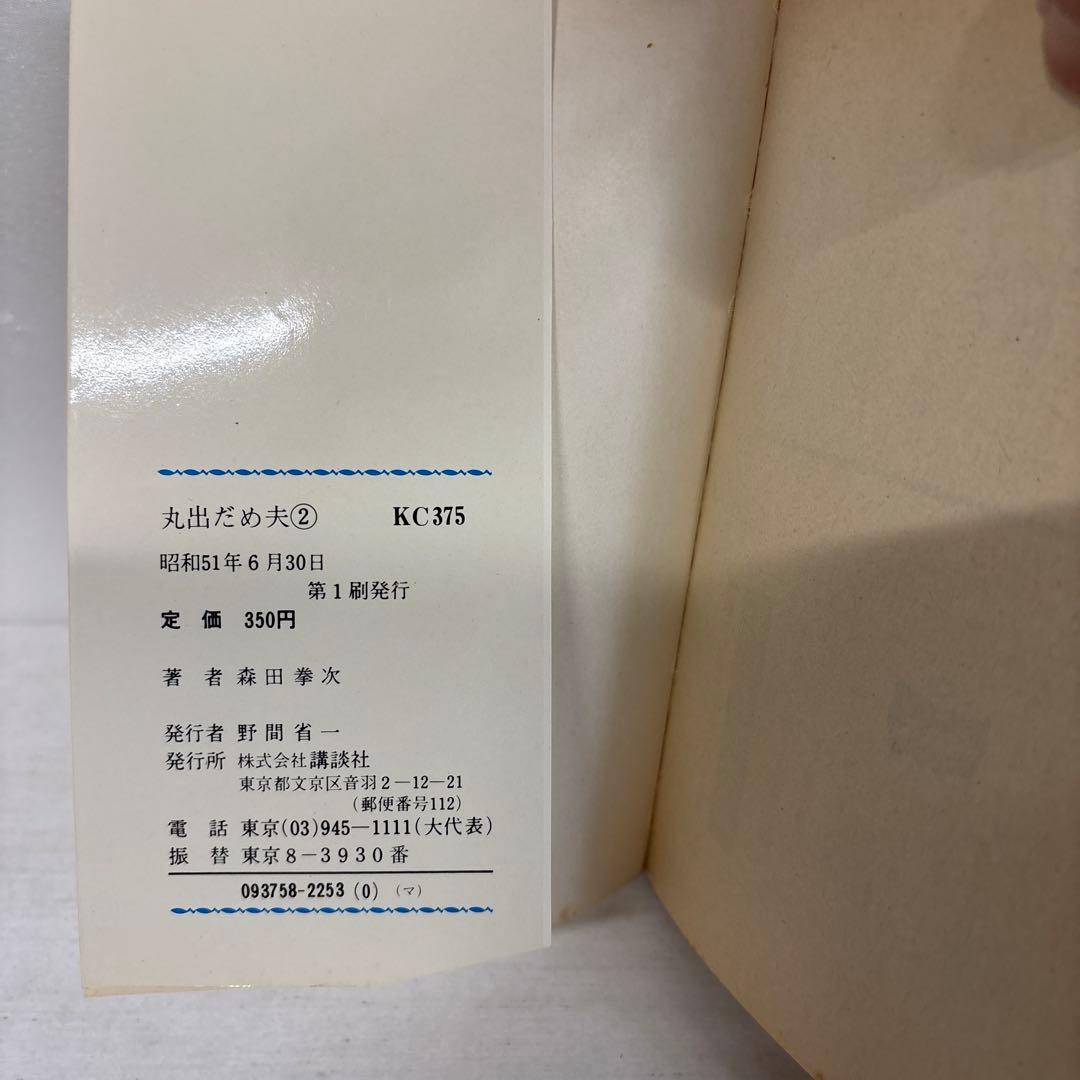 丸出だめ夫② KC375
昭和51年6月30日
第1刷発行
定価 350円
著者 森田拳次
発行者 野間省一
発行所 株式会社講談社
東京都文京区音羽2―12―21
(郵便番号112)
電話 東京(03)945―1111(大代表)
振替 東京8-3930番
093758-2253 (0) (マ)